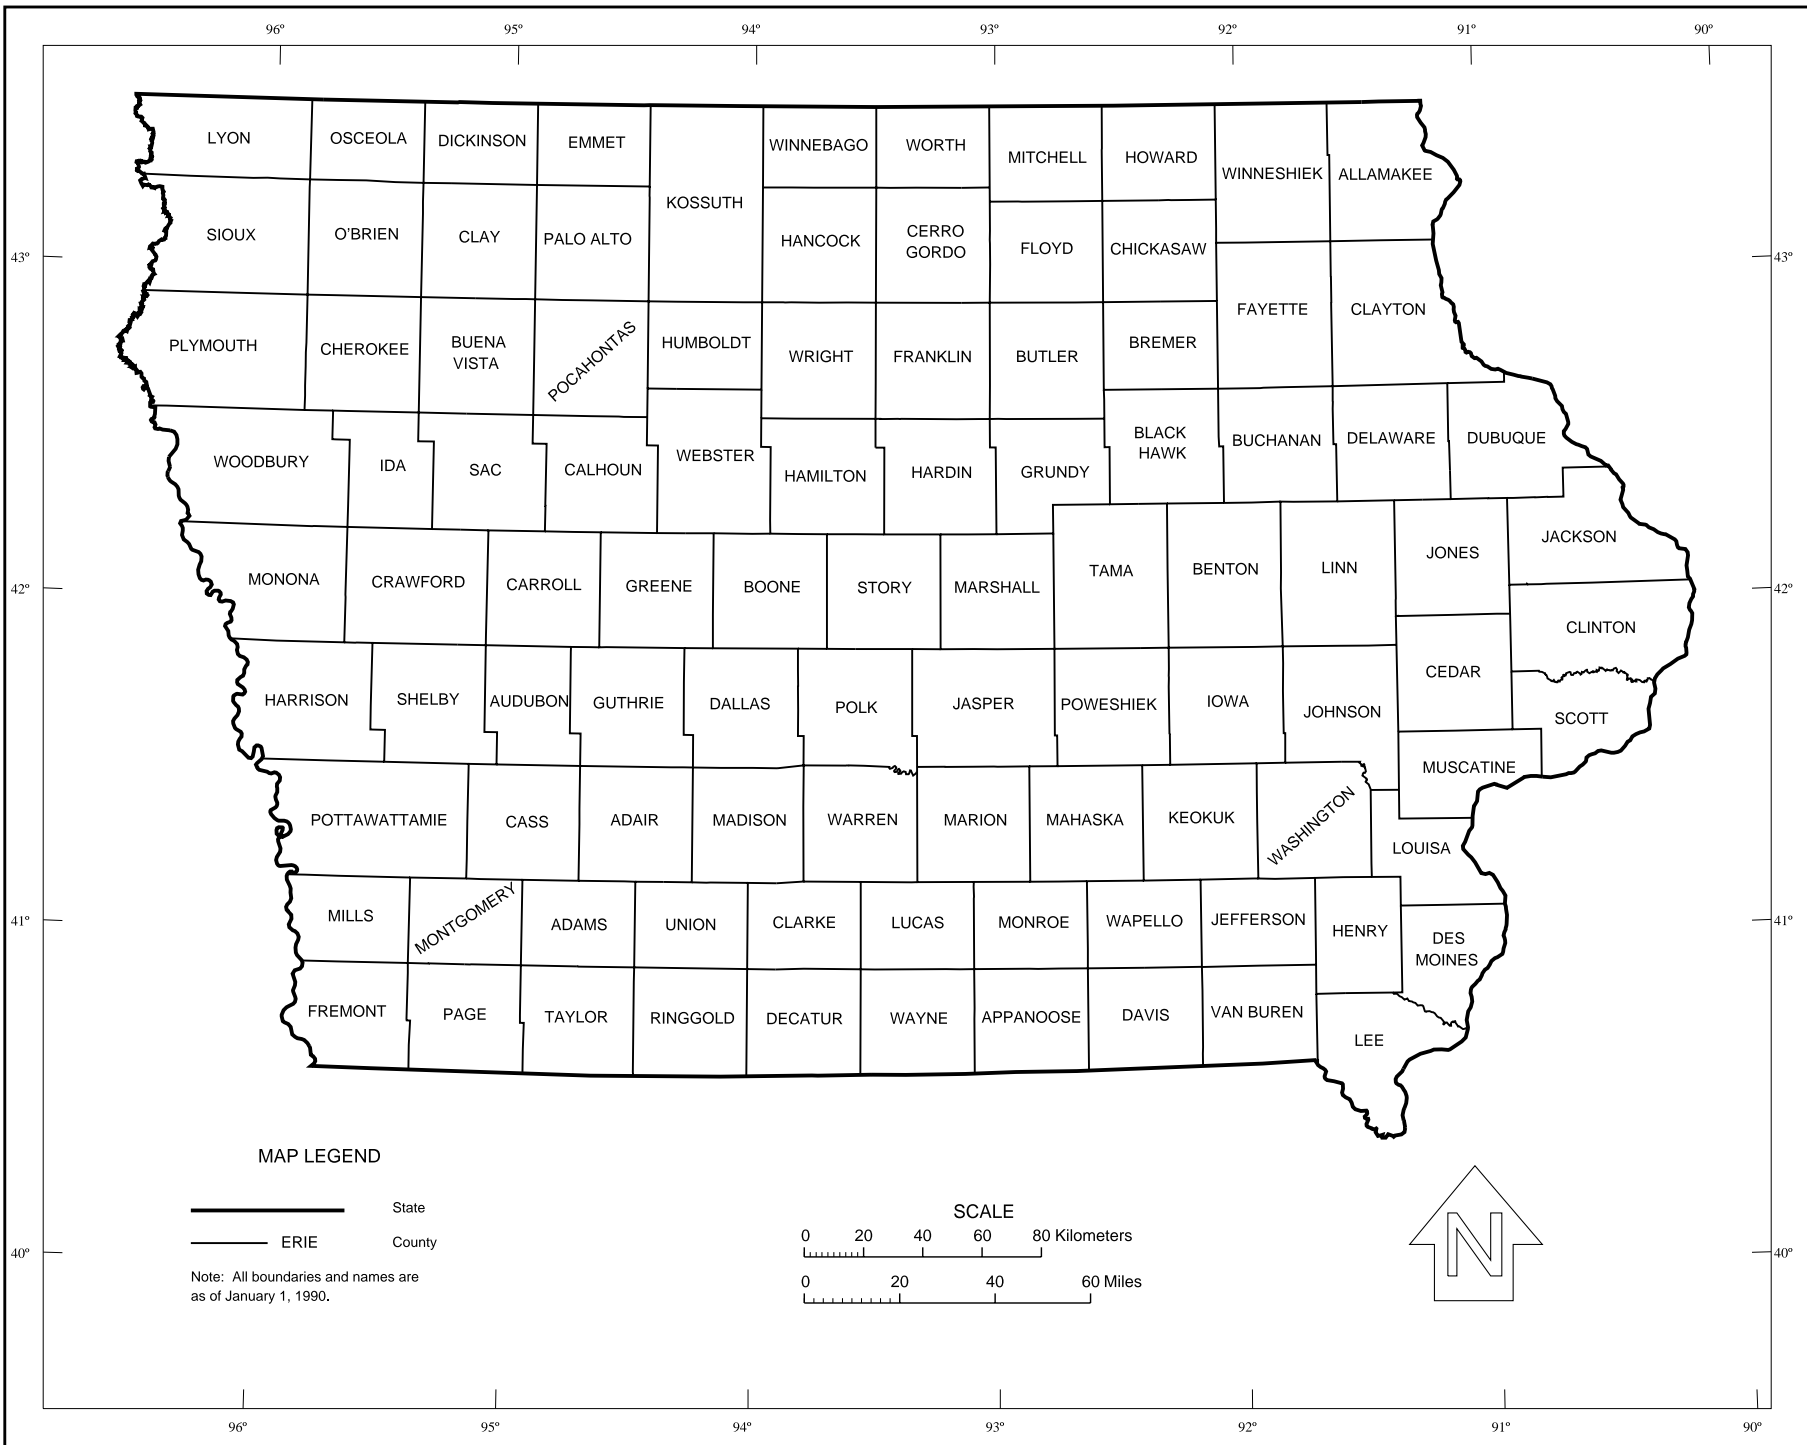 96° 95° 94° 93° 92° 91° 90°
LYON OSCEOLA DICKINSON EMMET WINNEBAGO WORTH MITCHELL HOWARD
WINNESHIEK ALLAMAKEE
KOSSUTH
SIOUX O'BRIEN CLAY PALO ALTO HANCOCK CERRO
GORDO
FLOYD CHICKASAW
43° 43°
FAYETTE CLAYTON
PLYMOUTH CHEROKEE BUENA
VISTA
POCAHONTAS HUMBOLDT WRIGHT FRANKLIN BUTLER BREMER
WOODBURY IDA SAC CALHOUN WEBSTER HAMILTON HARDIN GRUNDY
BLACK
HAWK
BUCHANAN DELAWARE DUBUQUE
JACKSON
MONONA CRAWFORD CARROLL GREENE BOONE STORY MARSHALL TAMA BENTON LINN JONES
42° 42°
CLINTON
HARRISON SHELBY AUDUBON GUTHRIE DALLAS POLK JASPER POWESHIEK IOWA JOHNSON CEDAR
SCOTT
MUSCATINE
POTTAWATTAMIE CASS ADAIR MADISON WARREN MARION MAHASKA KEOKUK WASHINGTON
LOUISA
41° 41°
MILLS MONTGOMERY ADAMS UNION CLARKE LUCAS MONROE WAPELLO JEFFERSON HENRY
DES
MOINES
FREMONT PAGE TAYLOR RINGGOLD DECATUR WAYNE APPANOOSE DAVIS VAN BUREN
LEE
MAP LEGEND
State
ERIE County
Note: All boundaries and names are
as of January 1, 1990.
SCALE
0 20 40 60 80 Kilometers
0 20 40 60 Miles
N
40° 40°
96° 95° 94° 93° 92° 91° 90°